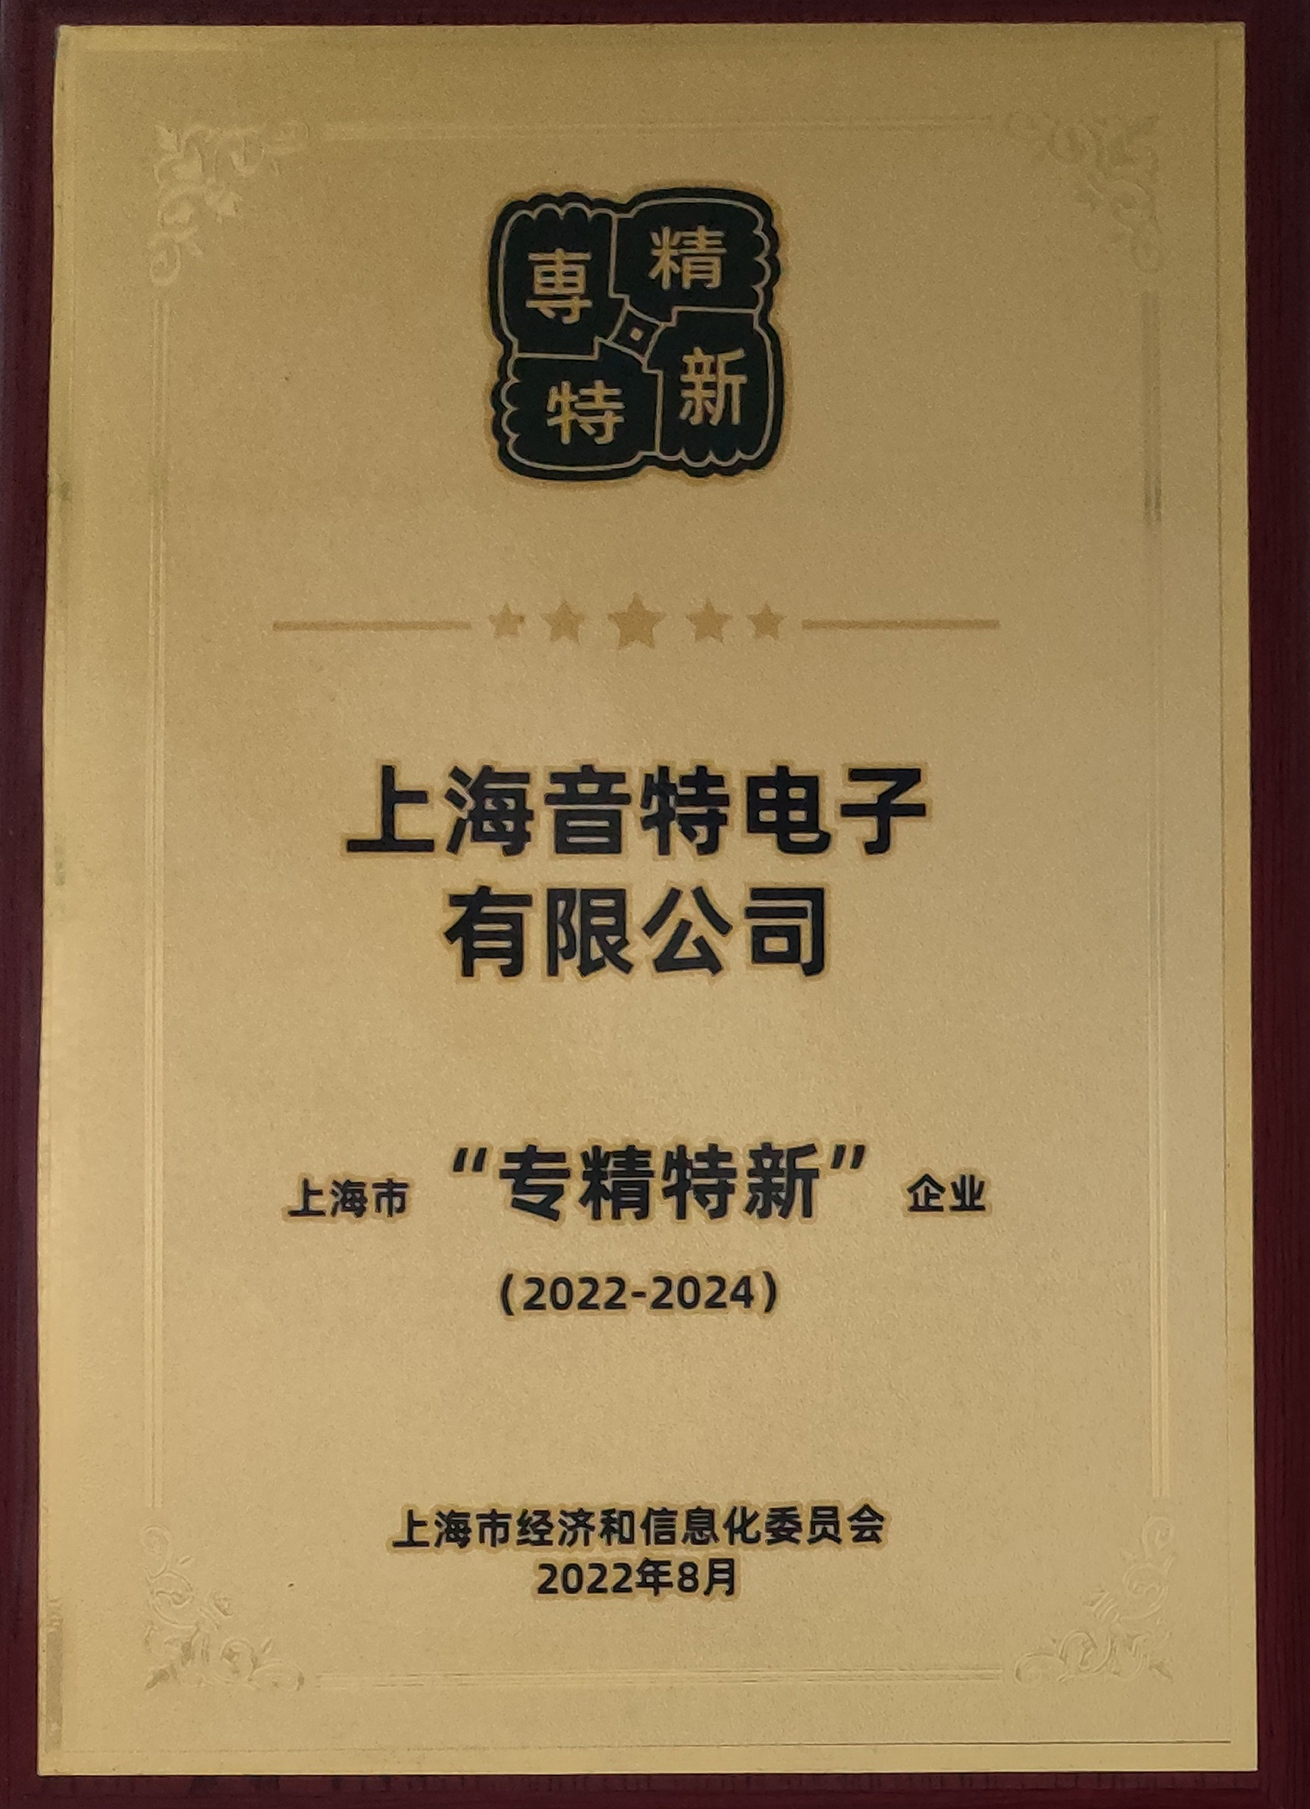 専精
特新
上海音特电子
有限公司
上海市“专精特新”企业
(2022-2024)
上海市经济和信息化委员会
2022年8月